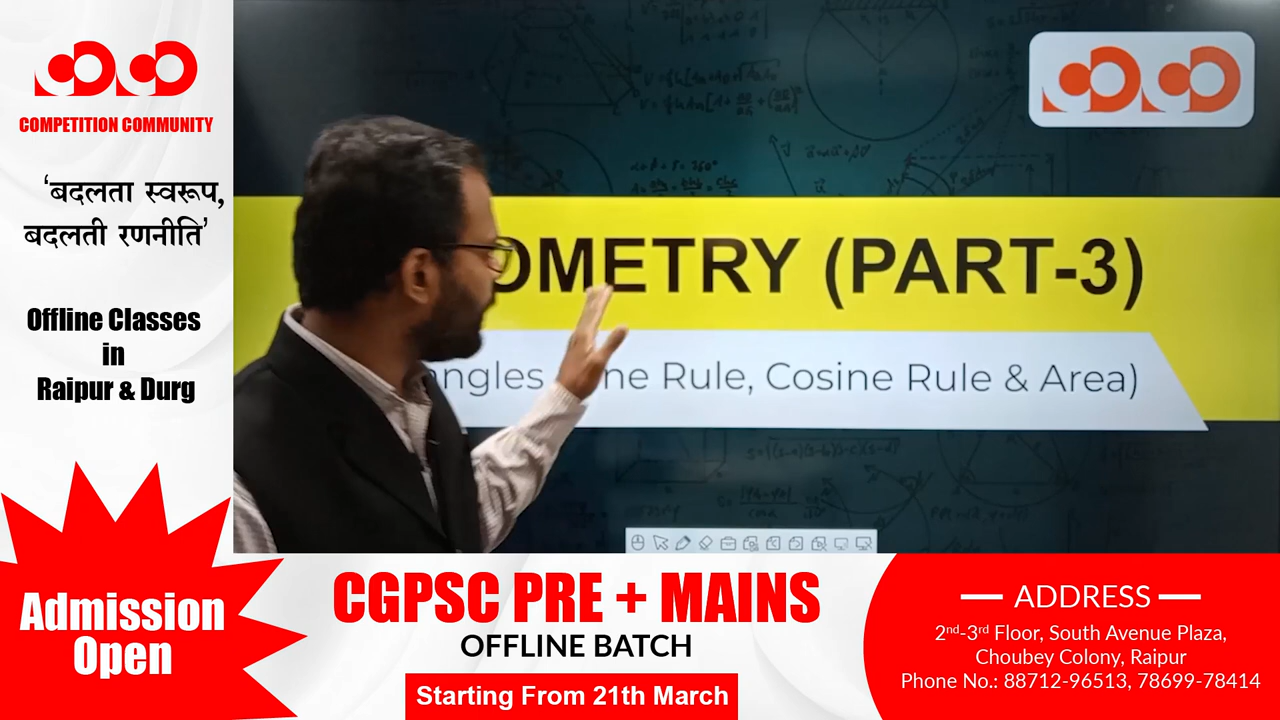 COMPETITION COMMUNITY
'बदलता स्वरूप,
बदलती रणनीति'
Offline Classes
in
Raipur & Durg
Admission
Open
OMETRY (PART-3)
ngles ne Rule, Cosine Rule & Area)
CGPSC PRE + MAINS
OFFLINE BATCH
Starting From 21th March
ADDRESS
2nd-3rd Floor, South Avenue Plaza,
Choubey Colony, Raipur
Phone No.: 88712-96513, 78699-78414